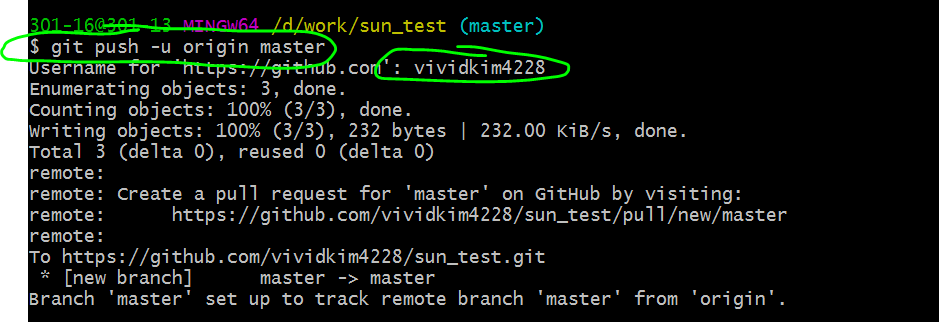 301-16@301-13 MINGW64 /d/work/sun_test (master)
$ git push -u origin master
Username for 'https://github.com': vividkim4228
Enumerating objects: 3, done.
Counting objects: 100% (3/3), done.
Writing objects: 100% (3/3), 232 bytes | 232.00 KiB/s, done.
Total 3 (delta 0), reused 0 (delta 0)
remote:
remote: Create a pull request for 'master' on GitHub by visiting:
remote:      https://github.com/vividkim4228/sun_test/pull/new/master
remote:
To https://github.com/vividkim4228/sun_test.git
 * [new branch]      master -> master
Branch 'master' set up to track remote branch 'master' from 'origin'.